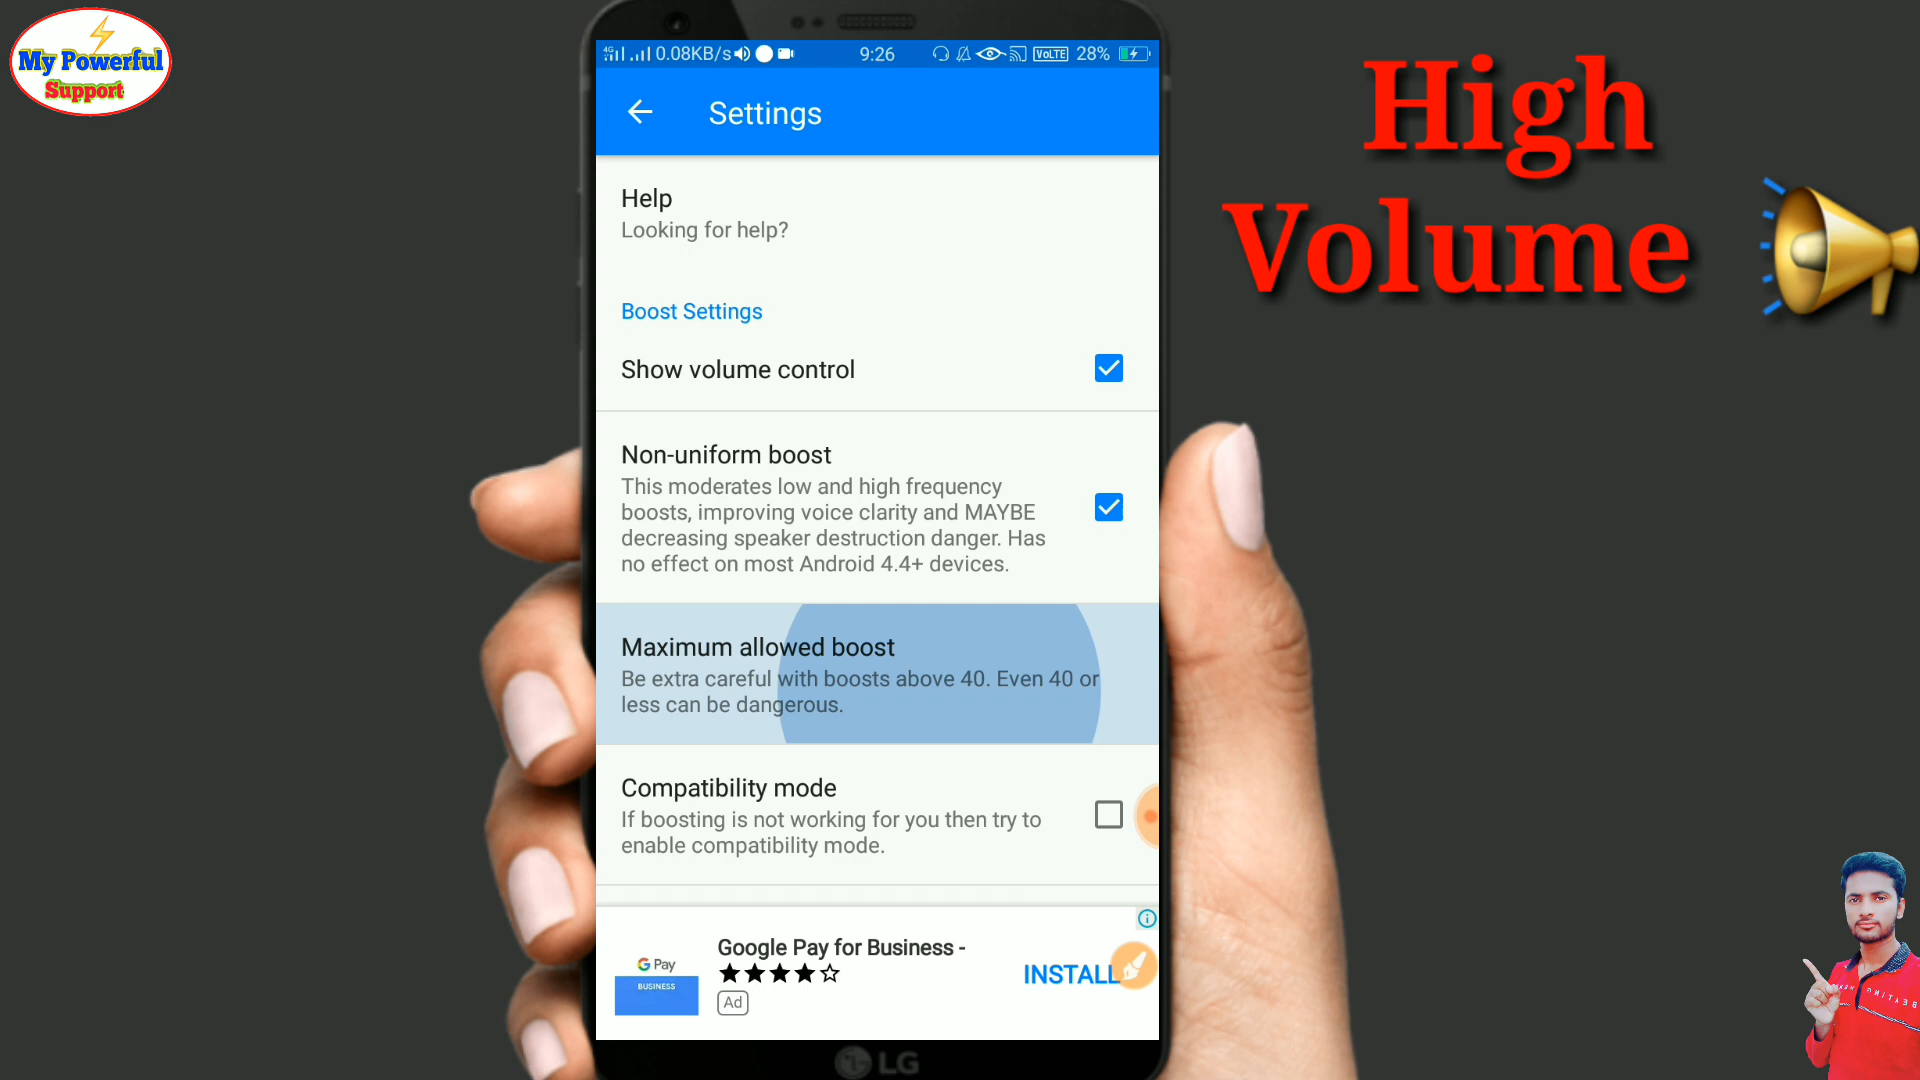 My Powerful
Support
0.08KB/s
9:26
VoLTE
28%
Settings
High
Volume
Help
Looking for help?
Boost Settings
Show volume control
Non-uniform boost
This moderates low and high frequency
boosts, improving voice clarity and MAYBE
decreasing speaker destruction danger. Has
no effect on most Android 4.4+ devices.
Maximum allowed boost
Be extra careful with boosts above 40. Even 40 or
less can be dangerous.
Compatibility mode
If boosting is not working for you then try to
enable compatibility mode.
G Pay
BUSINESS
Google Pay for Business -
Ad
INSTALL
LG